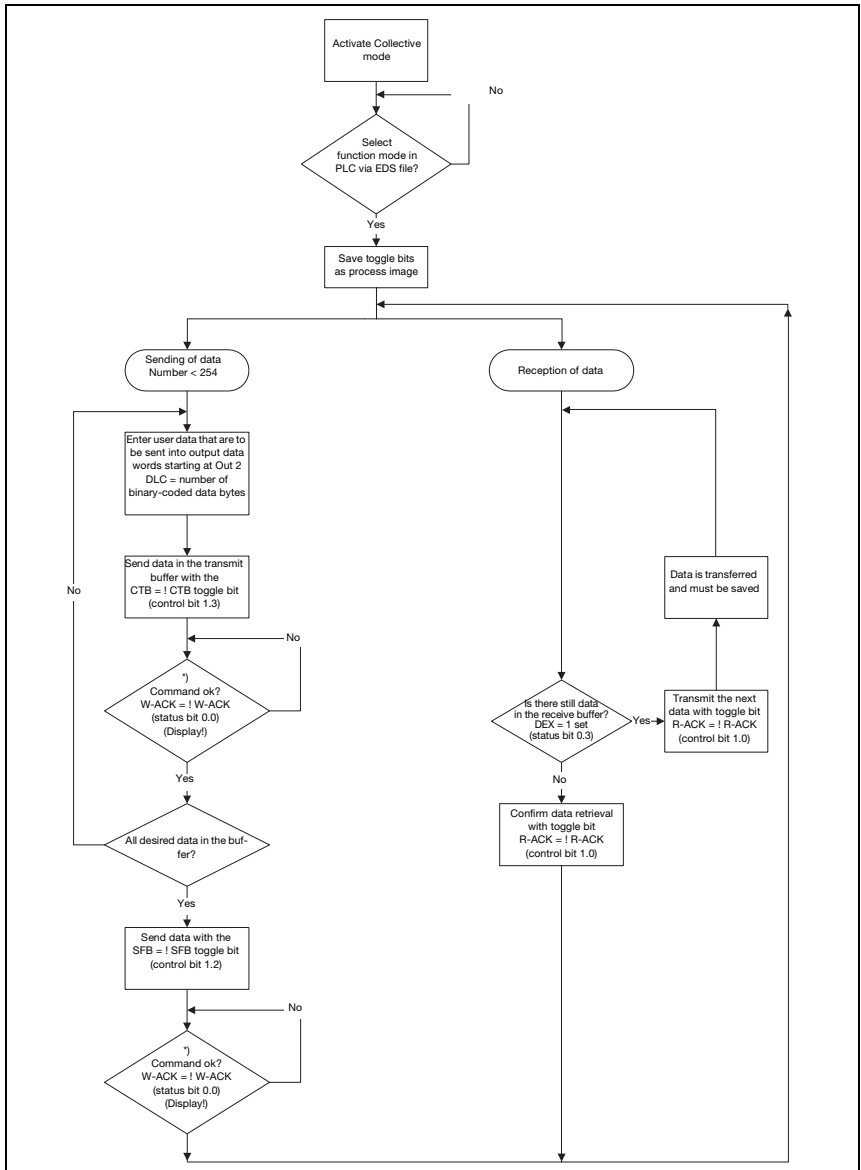 Activate Collective
mode
No
Select
function mode in
PLC via EDS file?
Yes
Save toggle bits
as process image
Sending of data
Number < 254
Enter user data that are to
be sent into output data
words starting at Out 2
DLC = number of
binary-coded data bytes
Send data in the transmit
buffer with the
CTB = ! CTB toggle bit
(control bit 1.3)
No
No
*)
Command ok?
W-ACK = ! W-ACK
(status bit 0.0)
(Display!)
Yes
All desired data in the buf-
fer?
Yes
Send data with the
SFB = ! SFB toggle bit
(control bit 1.2)
No
*)
Command ok?
W-ACK = ! W-ACK
(status bit 0.0)
(Display!)
Reception of data
Data is transferred
and must be saved
Is there still data
in the receive buffer?
DEX = 1 set
(status bit 0.3)
Yes
Transmit the next
data with toggle bit
R-ACK = ! R-ACK
(control bit 1.0)
No
Confirm data retrieval
with toggle bit
R-ACK = ! R-ACK
(control bit 1.0)